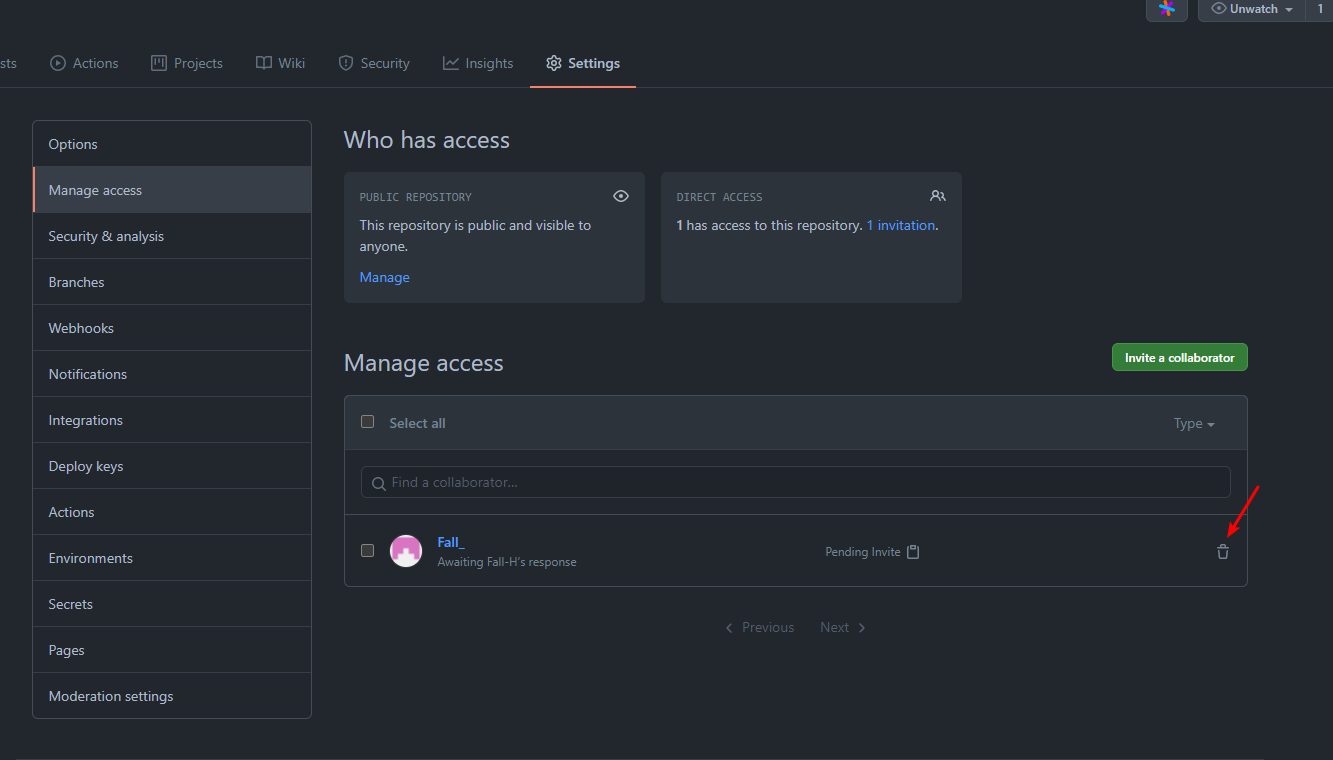 Unwatch 1
sts Actions Projects Wiki Security Insights Settings
Options
Manage access
Security & analysis
Branches
Webhooks
Notifications
Integrations
Deploy keys
Actions
Environments
Secrets
Pages
Moderation settings
Who has access
PUBLIC REPOSITORY
This repository is public and visible to
anyone.
Manage
DIRECT ACCESS
1 has access to this repository. 1 invitation.
Manage access
Invite a collaborator
Select all Type
Find a collaborator...
Fall_
Awaiting Fall-H's response
Pending Invite
Previous Next